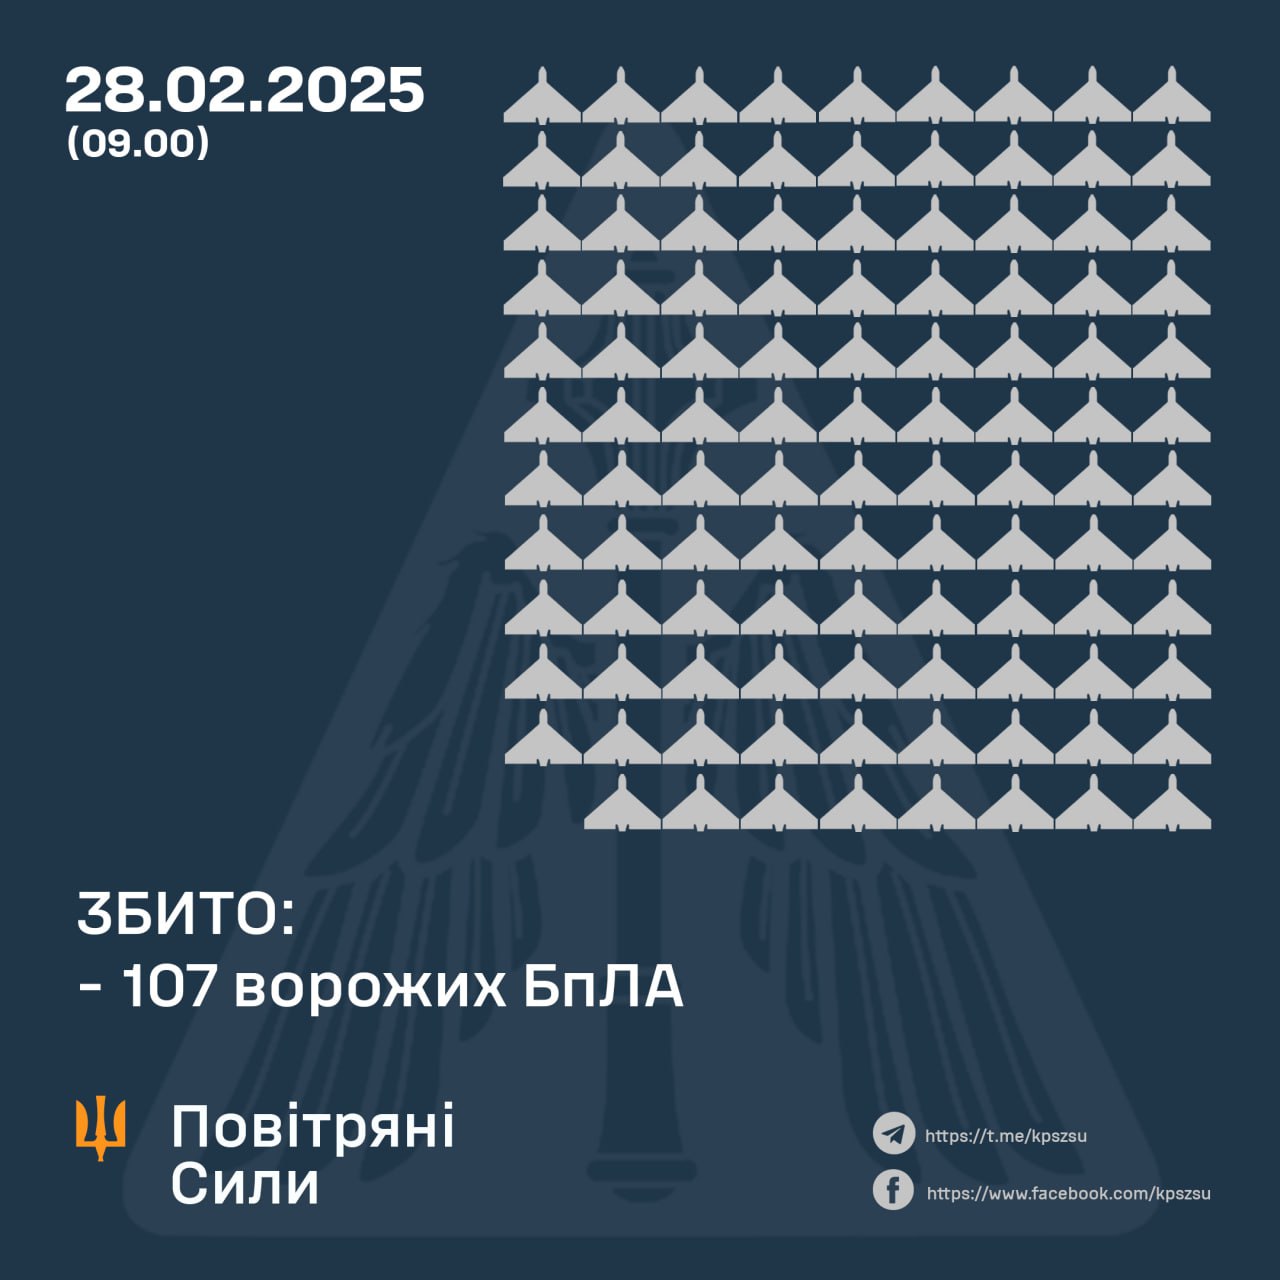 28.02.2025
(09.00)
ЗБИТО:
- 107 ворожих БпЛА
Повітряні
Сили
https://t.me/kpszsu
https://www.facebook.com/kpszsu